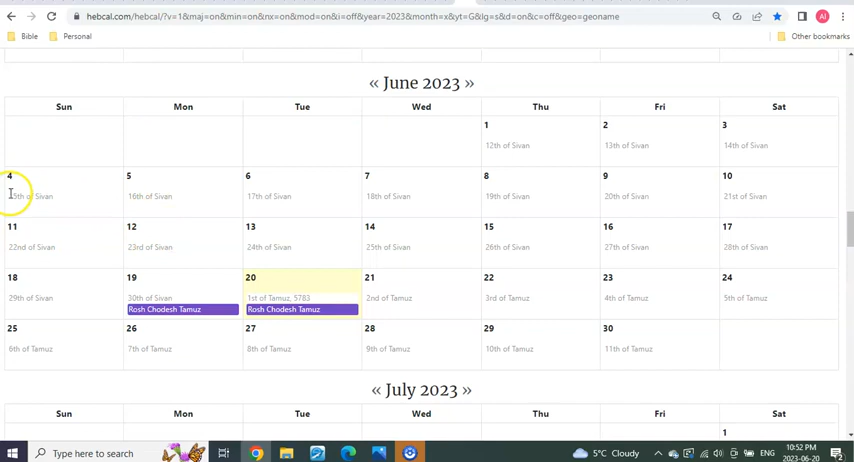 hebcal.com/hebcal/?v=1&maj=on&min=on&nx=on&mod=on&i=off&year=2023&month=x&yt=G&lg=s&d=on&c=off&geo=geoname
AI
Bible Personal Other bookmarks
« June 2023 »
Sun Mon Tue Wed Thu Fri Sat
1 2 3
12th of Sivan 13th of Sivan 14th of Sivan
4 5 6 7 8 9 10
15th of Sivan 16th of Sivan 17th of Sivan 18th of Sivan 19th of Sivan 20th of Sivan 21st of Sivan
11 12 13 14 15 16 17
22nd of Sivan 23rd of Sivan 24th of Sivan 25th of Sivan 26th of Sivan 27th of Sivan 28th of Sivan
18 19 20 21 22 23 24
29th of Sivan 30th of Sivan 1st of Tamuz, 5783 2nd of Tamuz 3rd of Tamuz 4th of Tamuz 5th of Tamuz
Rosh Chodesh Tamuz Rosh Chodesh Tamuz
25 26 27 28 29 30
6th of Tamuz 7th of Tamuz 8th of Tamuz 9th of Tamuz 10th of Tamuz 11th of Tamuz
« July 2023 »
Sun Mon Tue Wed Thu Fri Sat
1
Type here to search 5°C Cloudy ENG 10:52 PM
2023-06-20
2